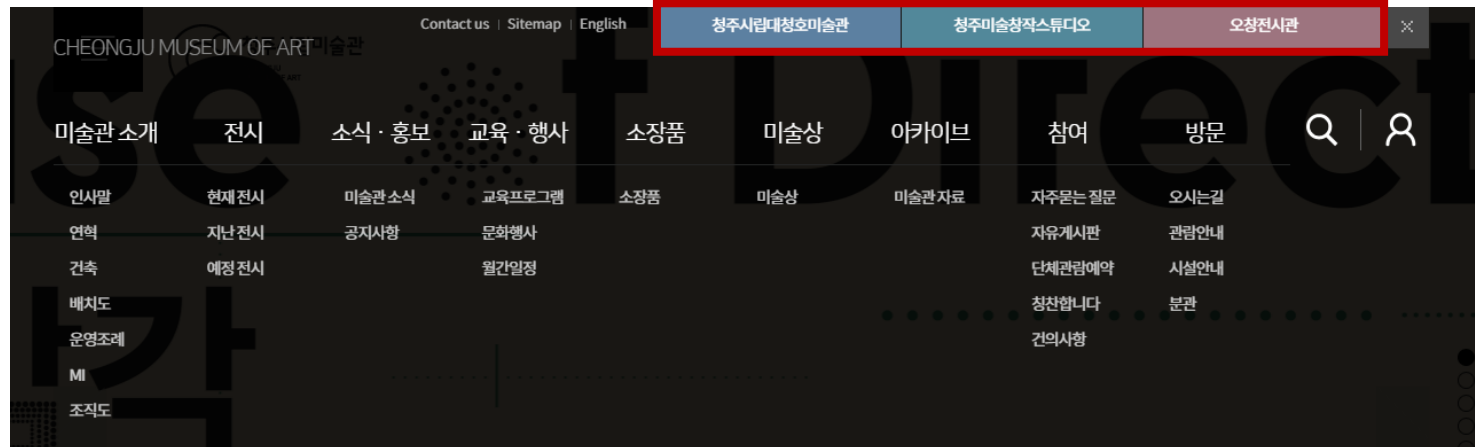 Contact us | Sitemap | English 청주시립대청호미술관 청주미술창작스튜디오 오창전시관 ×
CHEONGJU MUSEUM OF ART 미술관
미술관 소개 전시 소식 · 홍보 교육 · 행사 소장품 미술상 아카이브 참여 방문
인사말 현재 전시 미술관 소식 교육프로그램 소장품 미술상 미술관 자료 자주묻는 질문 오시는길
연혁 지난 전시 공지사항 문화행사 자유게시판 관람안내
건축 예정 전시 월간일정 단체관람예약 시설안내
배치도 칭찬합니다 분관
운영조례 건의사항
MI
조직도
se
Direct
각